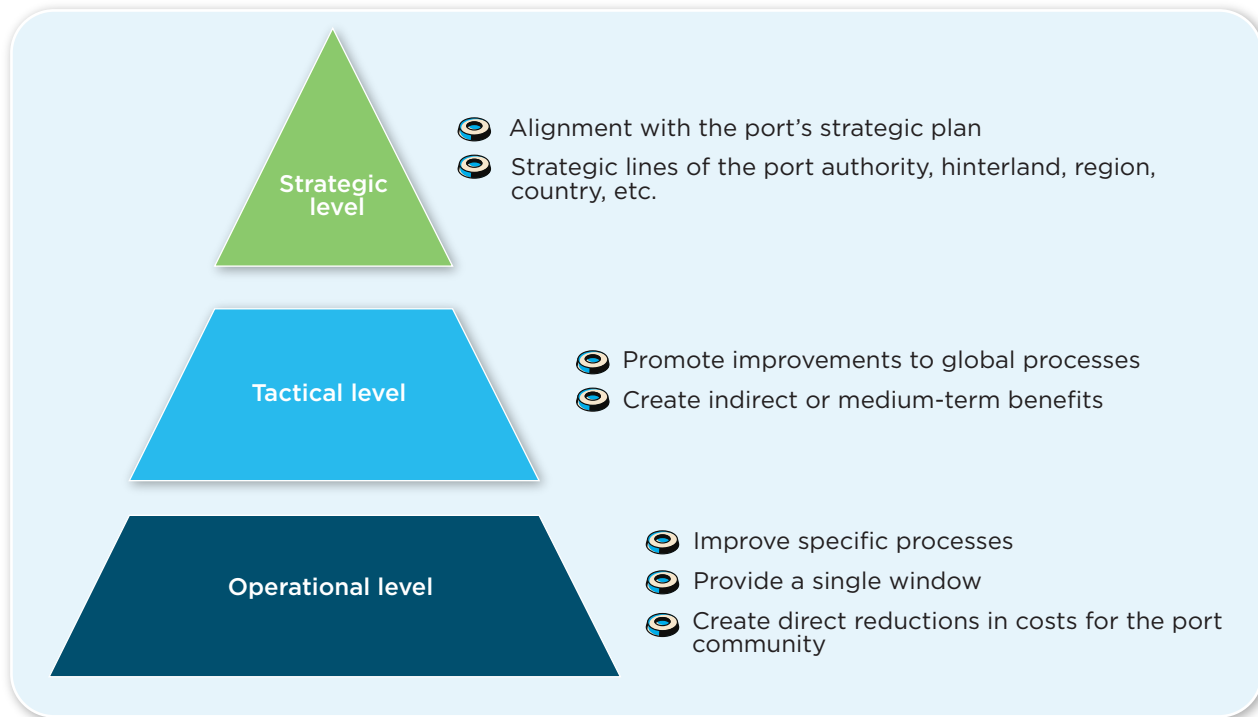 Strategic
level
Alignment with the port’s strategic plan
Strategic lines of the port authority, hinterland, region,
country, etc.
Tactical level
Promote improvements to global processes
Create indirect or medium-term benefits
Operational level
Improve specific processes
Provide a single window
Create direct reductions in costs for the port
community